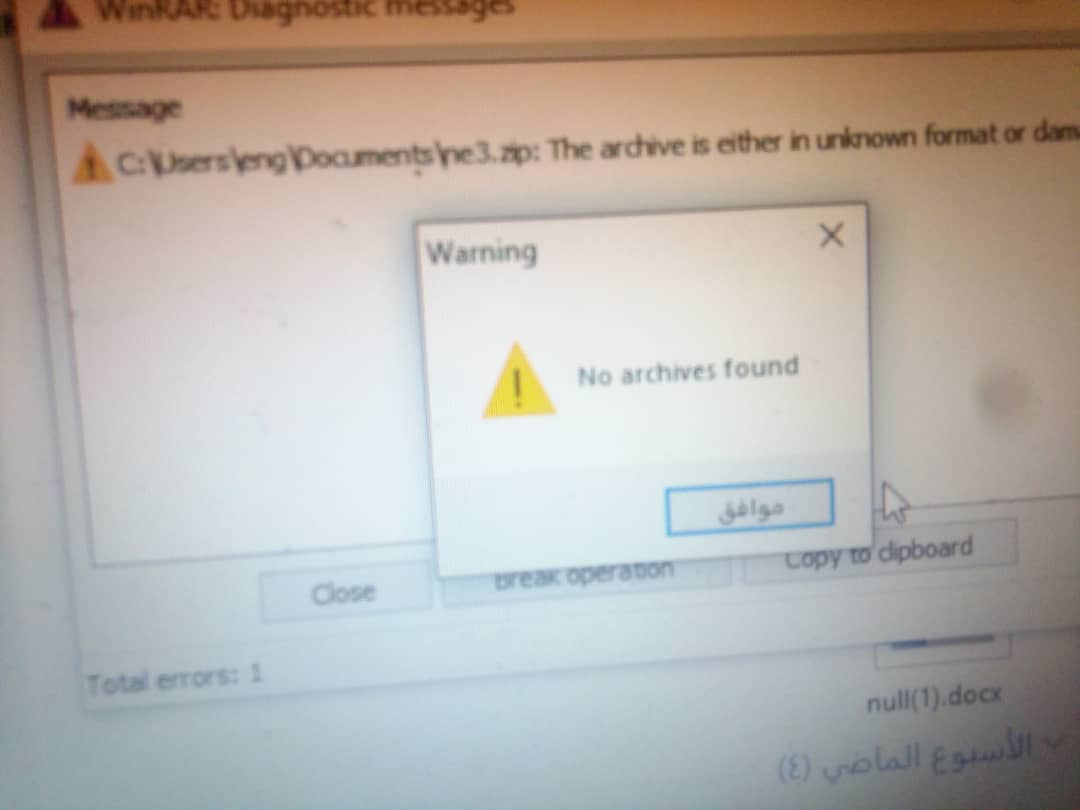 WinRAR: Diagnostic messages
Message
C:\Users\eng\Documents\ne3.zip: The archive is either in unknown format or dam
Warning
No archives found
موافق
Close
Break operation
Copy to clipboard
Total errors: 1
null(1).docx
الأسبوع الماضي (٤)